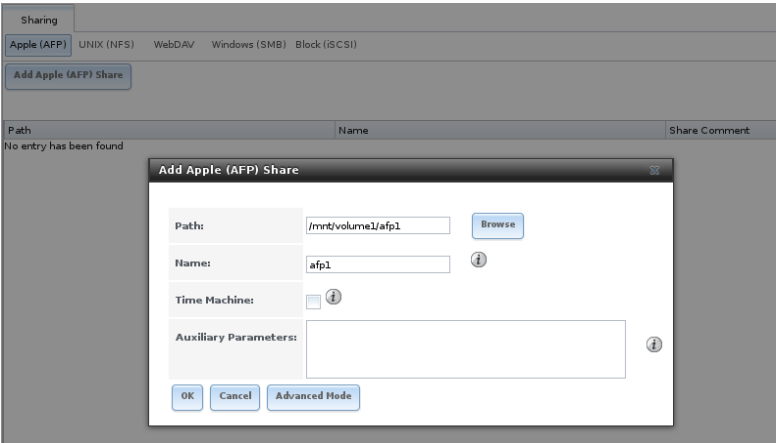 Sharing
Apple (AFP) UNIX (NFS) WebDAV Windows (SMB) Block (iSCSI)
Add Apple (AFP) Share
Path Name Share Comment
No entry has been found
Add Apple (AFP) Share
Path: /mnt/volume1/afp1 Browse
Name: afp1
Time Machine:
Auxiliary Parameters:
OK Cancel Advanced Mode